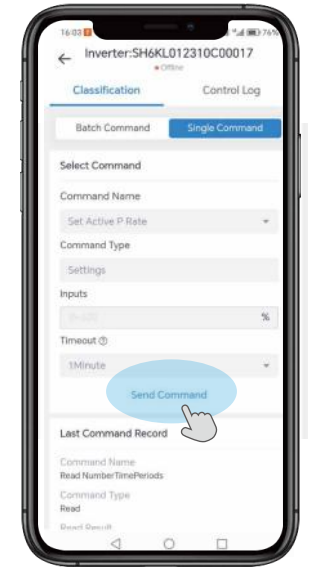 16:03
76%
Inverter:SH6KL012310C00017
Offline
Classification
Control Log
Batch Command
Single Command
Select Command
Command Name
Set Active P Rate
Command Type
Settings
Inputs
%
Timeout
1Minute
Send Command
Last Command Record
Command Name
Read NumberTimePeriods
Command Type
Read
Read Result